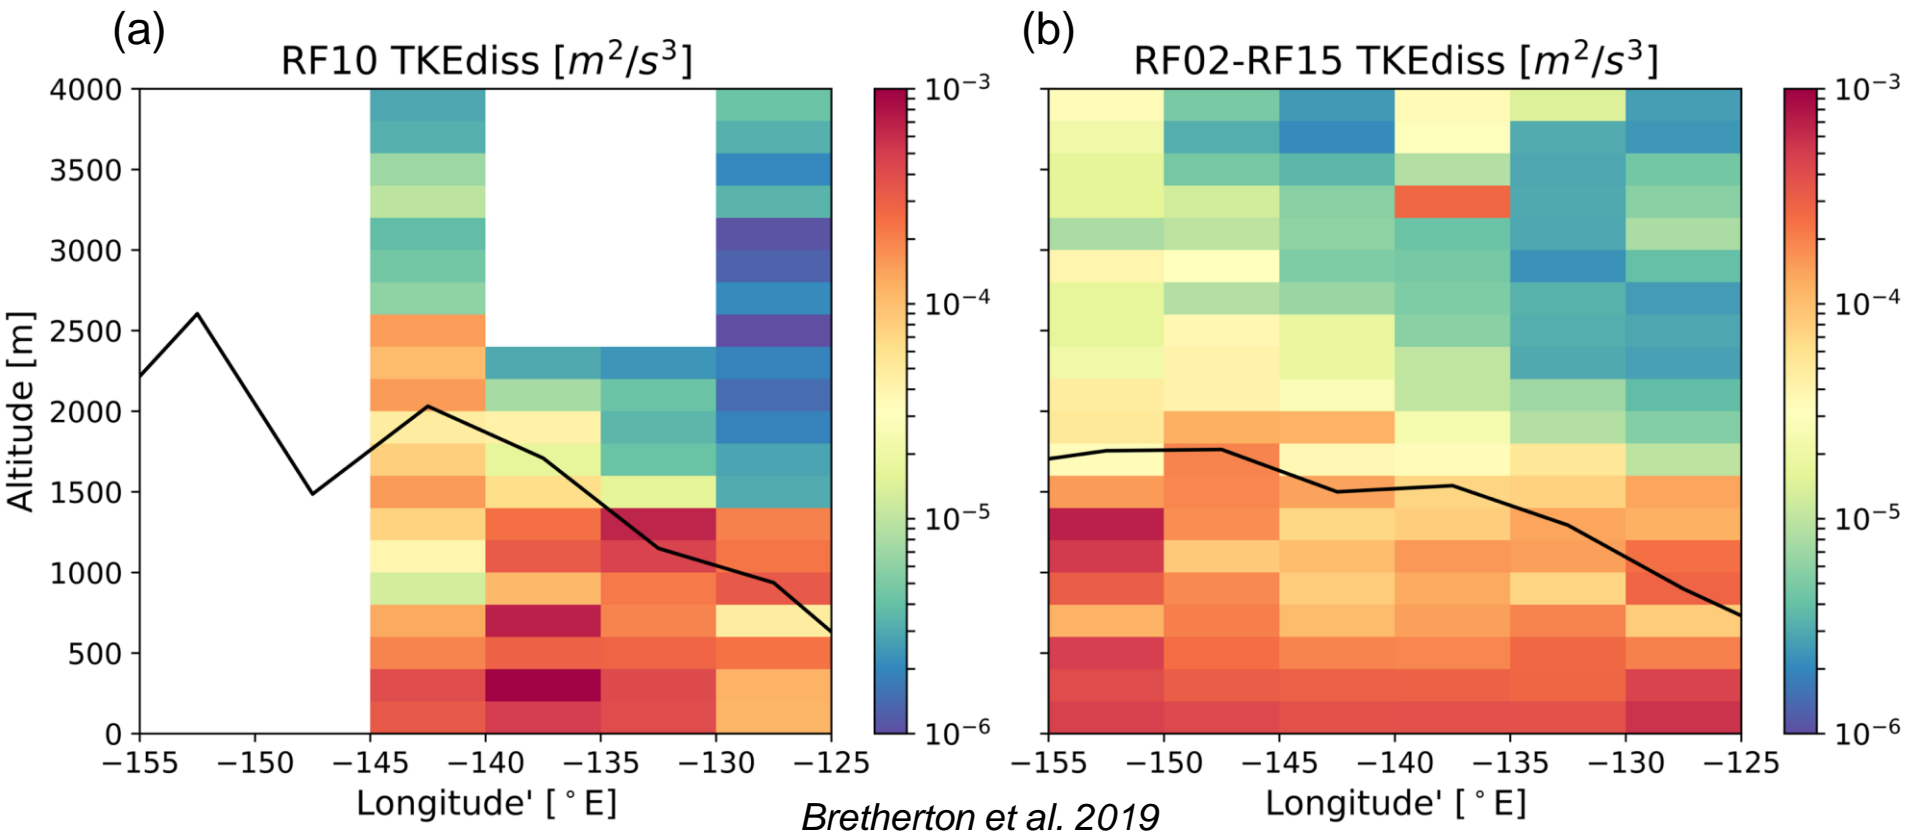 (a)
RF10 TKEdiss [m²/s³]
4000
3500
3000
2500
2000
1500
1000
500
0
Altitude [m]
−155 −150 −145 −140 −135 −130 −125
Longitude' [°E]
10⁻³
10⁻⁴
10⁻⁵
10⁻⁶
(b)
RF02-RF15 TKEdiss [m²/s³]
−155 −150 −145 −140 −135 −130 −125
Longitude' [°E]
10⁻³
10⁻⁴
10⁻⁵
10⁻⁶
Bretherton et al. 2019